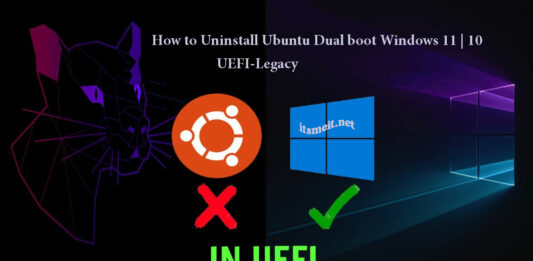 How to Uninstall Ubuntu Dual boot Windows 11 | 10
UEFI-Legacy
itsmeit.net
IN UEFI